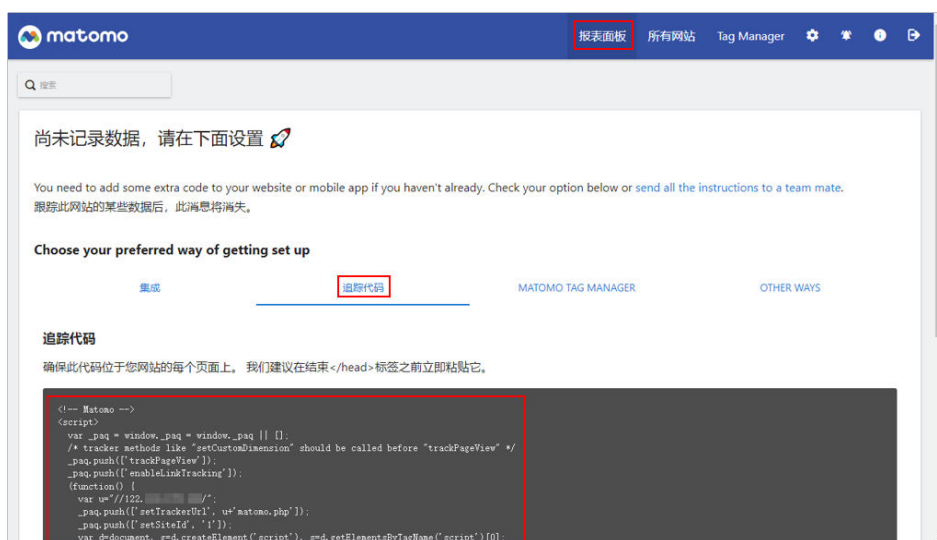 matomo
报表面板 所有网站 Tag Manager
搜索
尚未记录数据，请在下面设置 🚀
You need to add some extra code to your website or mobile app if you haven't already. Check your option below or send all the instructions to a team mate.
跟踪此网站的某些数据后，此消息将消失。
Choose your preferred way of getting set up
集成 追踪代码 MATOMO TAG MANAGER OTHER WAYS
追踪代码
确保此代码位于您网站的每个页面上。 我们建议在结束</head>标签之前立即粘贴它。
<!-- Matomo -->
<script>
var _paq = window._paq = window._paq || [];
/* tracker methods like "setCustomDimension" should be called before "trackPageView" */
_paq.push(['trackPageView']);
_paq.push(['enableLinkTracking']);
(function() {
var u="//122. /";
_paq.push(['setTrackerUrl', u+'matomo.php']);
_paq.push(['setSiteId', '1']);
var d=document, g=d.createElement('script'), s=d.getElementsByTagName('script')[0];